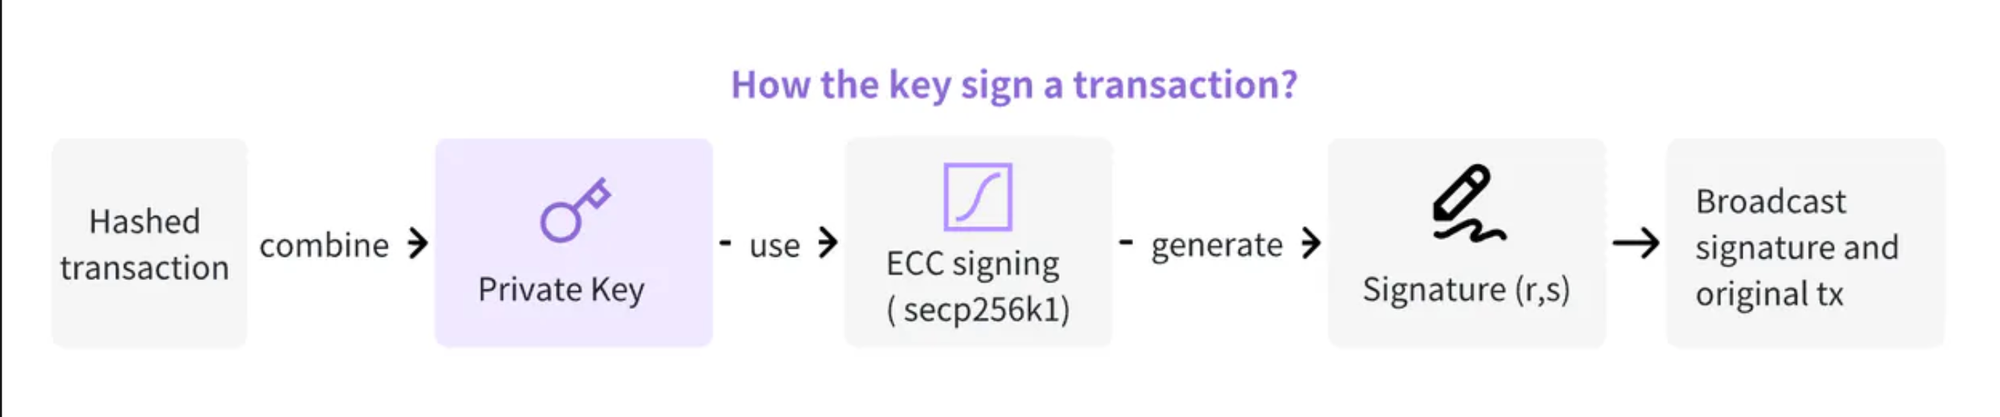 How the key sign a transaction?
Hashed
transaction
combine
Private Key
- use
ECC signing
( secp256k1)
- generate
Signature (r,s)
Broadcast
signature and
original tx